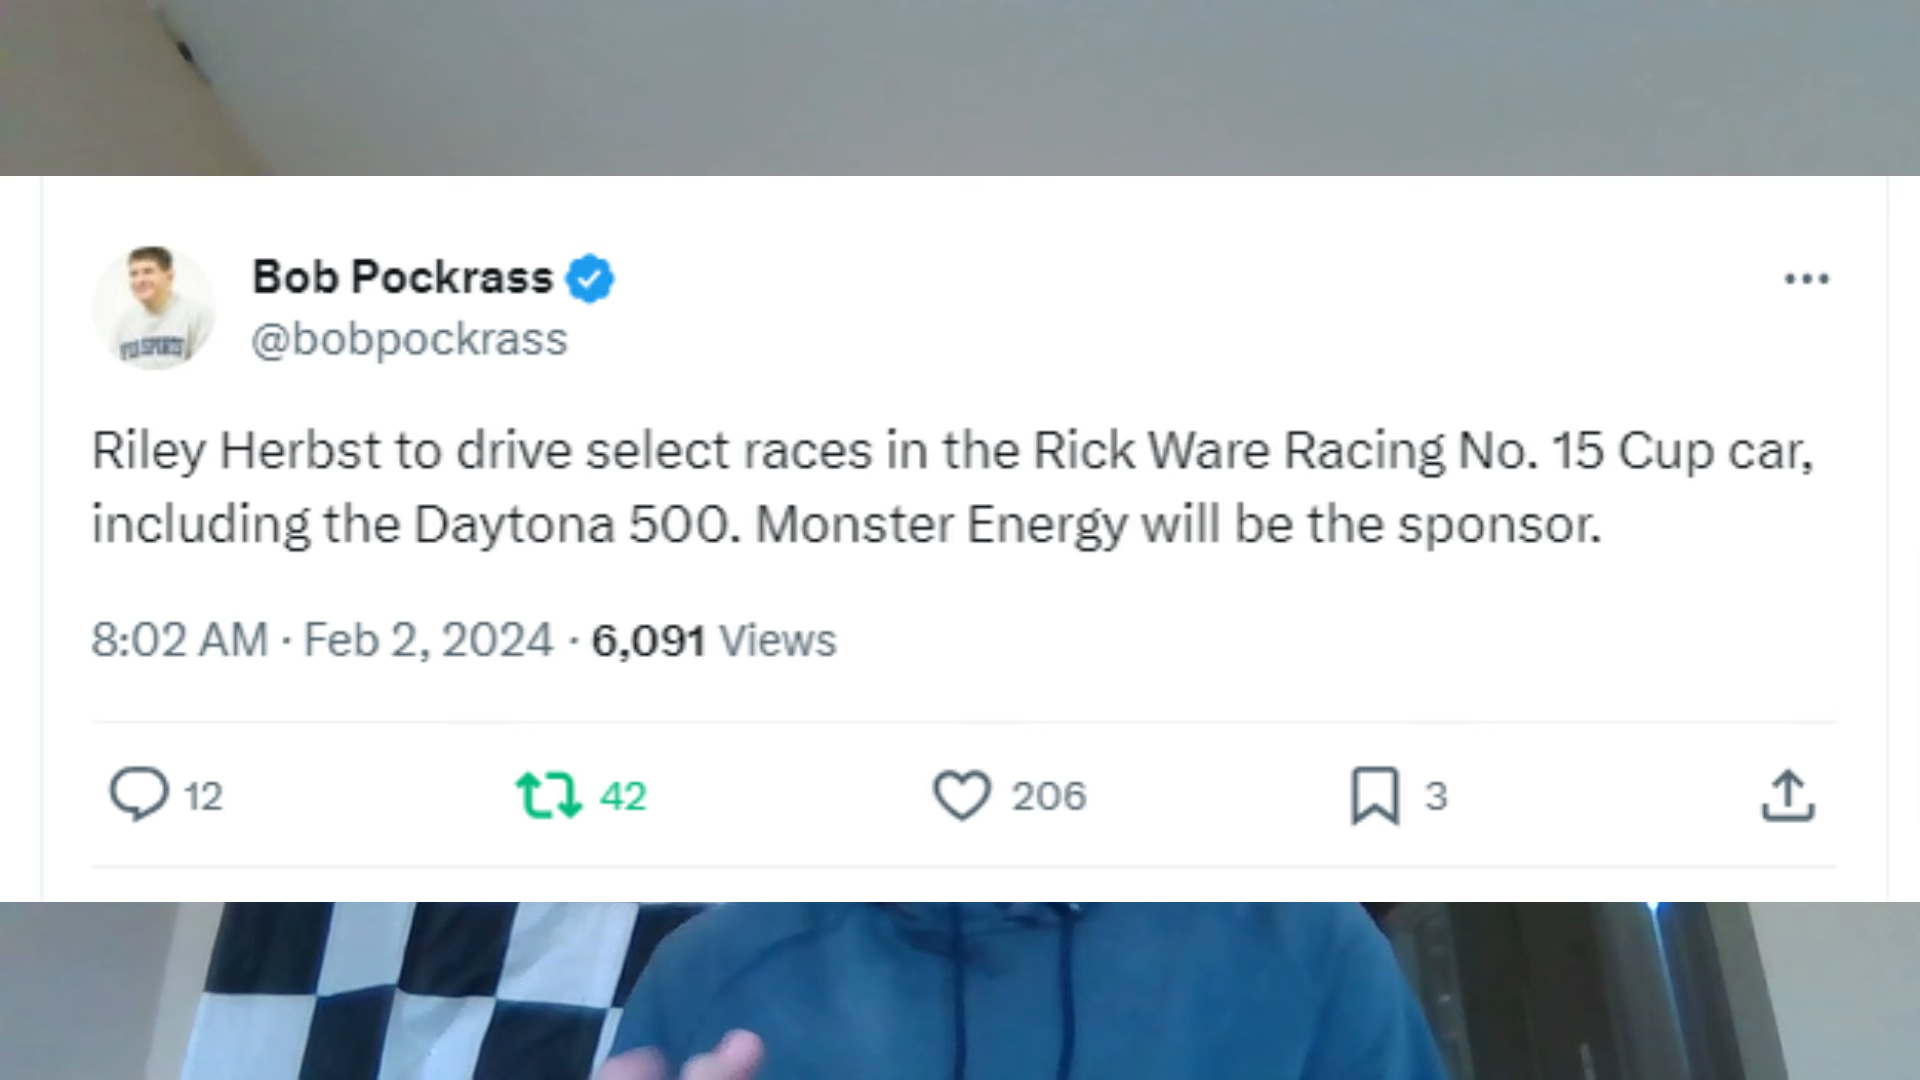 Bob Pockrass
@bobpockrass
Riley Herbst to drive select races in the Rick Ware Racing No. 15 Cup car,
including the Daytona 500. Monster Energy will be the sponsor.
8:02 AM · Feb 2, 2024 · 6,091 Views
12 42 206 3